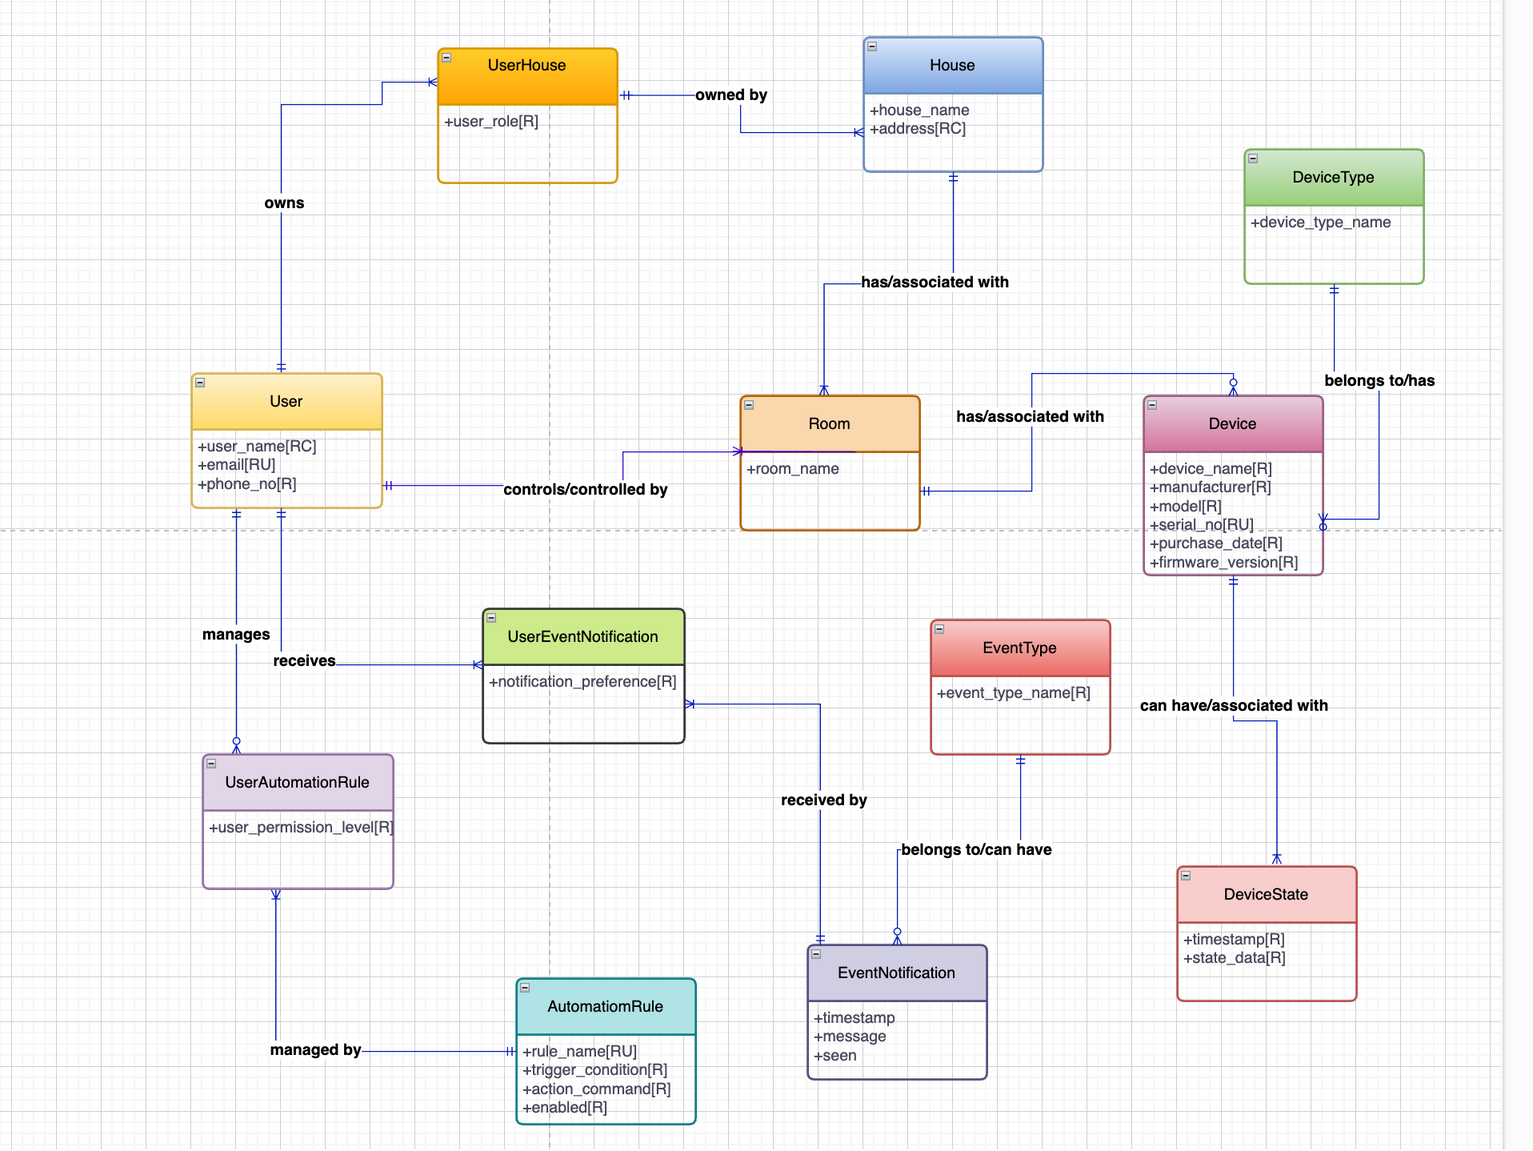 UserHouse
+user_role[R]
owned by
House
+house_name
+address[RC]
DeviceType
+device_type_name
owns
has/associated with
belongs to/has
User
+user_name[RC]
+email[RU]
+phone_no[R]
controls/controlled by
Room
+room_name
has/associated with
Device
+device_name[R]
+manufacturer[R]
+model[R]
+serial_no[RU]
+purchase_date[R]
+firmware_version[R]
manages
receives
UserEventNotification
+notification_preference[R]
EventType
+event_type_name[R]
can have/associated with
UserAutomationRule
+user_permission_level[R]
received by
belongs to/can have
DeviceState
+timestamp[R]
+state_data[R]
managed by
AutomatiomRule
+rule_name[RU]
+trigger_condition[R]
+action_command[R]
+enabled[R]
EventNotification
+timestamp
+message
+seen